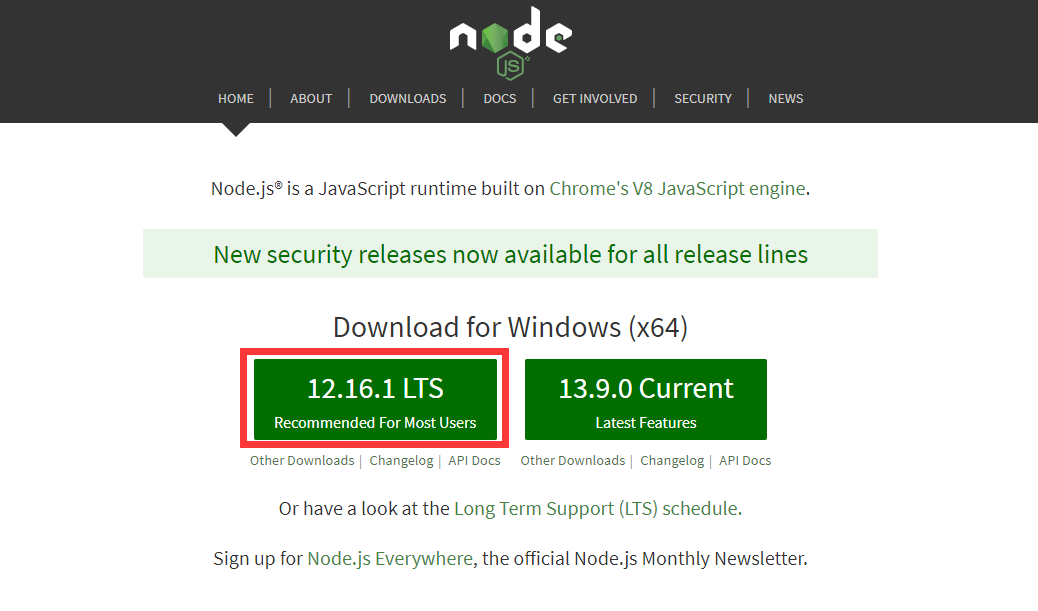 node
JS
HOME | ABOUT | DOWNLOADS | DOCS | GET INVOLVED | SECURITY | NEWS
Node.js® is a JavaScript runtime built on Chrome's V8 JavaScript engine.
New security releases now available for all release lines
Download for Windows (x64)
12.16.1 LTS
Recommended For Most Users
13.9.0 Current
Latest Features
Other Downloads | Changelog | API Docs
Other Downloads | Changelog | API Docs
Or have a look at the Long Term Support (LTS) schedule.
Sign up for Node.js Everywhere, the official Node.js Monthly Newsletter.